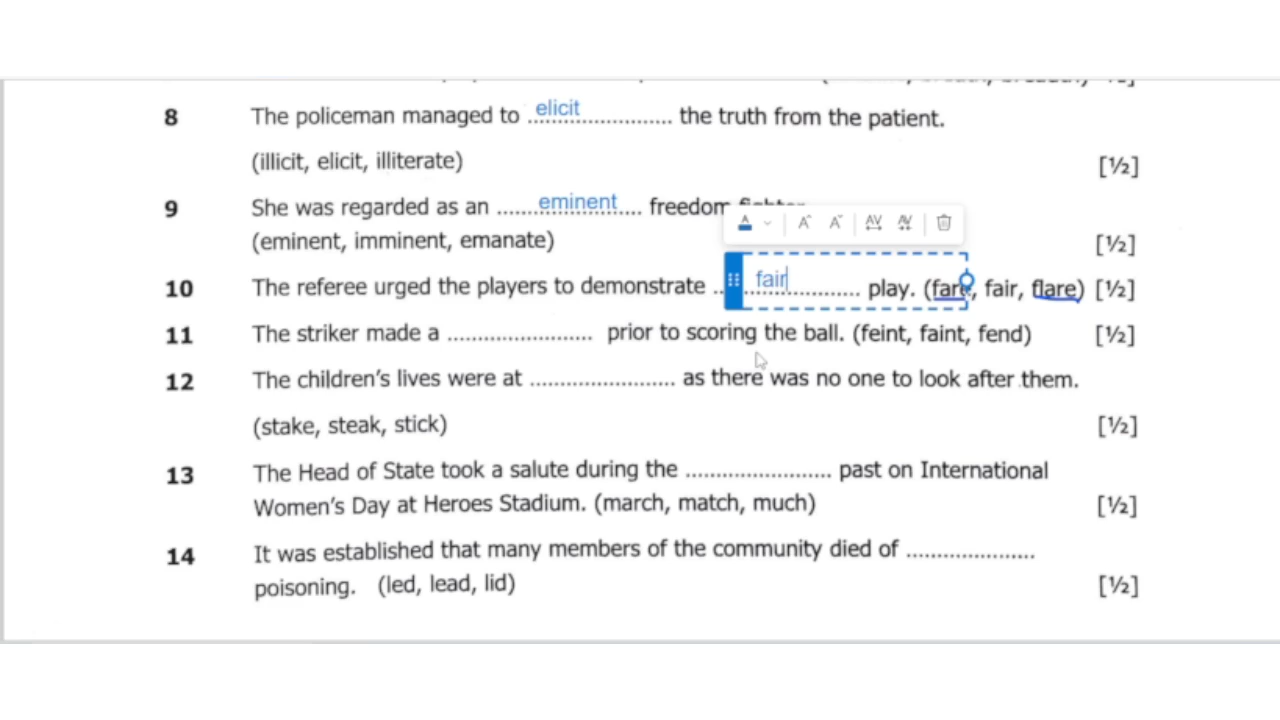 8 The policeman managed to elicit the truth from the patient.
(illicit, elicit, illiterate) [½]
9 She was regarded as an eminent freedom fighter
(eminent, imminent, emanate) [½]
10 The referee urged the players to demonstrate fair play. (fare, fair, flare) [½]
11 The striker made a ...................... prior to scoring the ball. (feint, faint, fend) [½]
12 The children's lives were at ...................... as there was no one to look after them.
(stake, steak, stick) [½]
13 The Head of State took a salute during the ...................... past on International
Women's Day at Heroes Stadium. (march, match, much) [½]
14 It was established that many members of the community died of ....................
poisoning. (led, lead, lid) [½]